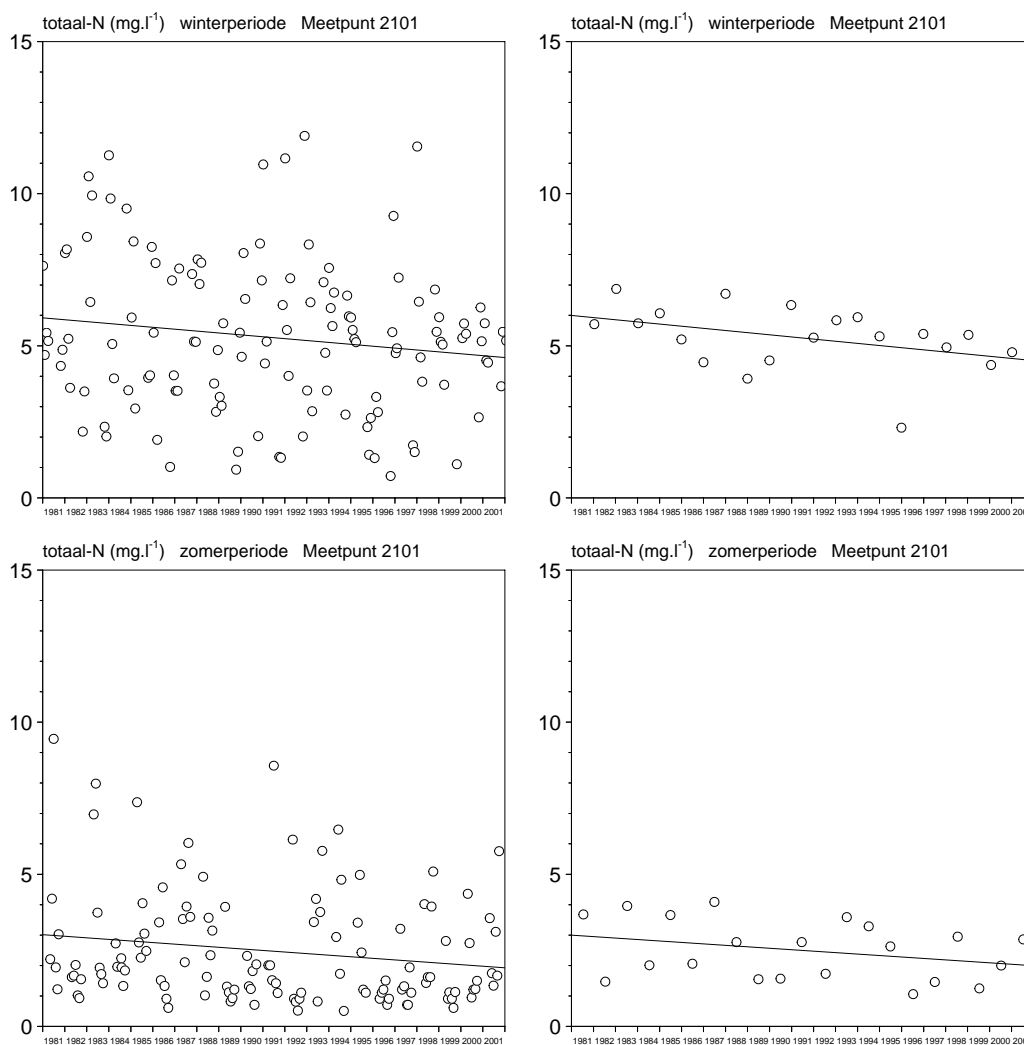 totaal-N (mg.l⁻¹) winterperiode Meetpunt 2101
15
10
5
0
1981 1982 1983 1984 1985 1986 1987 1988 1989 1990 1991 1992 1993 1994 1995 1996 1997 1998 1999 2000 2001
totaal-N (mg.l⁻¹) winterperiode Meetpunt 2101
15
10
5
0
1981 1982 1983 1984 1985 1986 1987 1988 1989 1990 1991 1992 1993 1994 1995 1996 1997 1998 1999 2000 200
totaal-N (mg.l⁻¹) zomerperiode Meetpunt 2101
15
10
5
0
1981 1982 1983 1984 1985 1986 1987 1988 1989 1990 1991 1992 1993 1994 1995 1996 1997 1998 1999 2000 2001
totaal-N (mg.l⁻¹) zomerperiode Meetpunt 2101
15
10
5
0
1981 1982 1983 1984 1985 1986 1987 1988 1989 1990 1991 1992 1993 1994 1995 1996 1997 1998 1999 2000 200